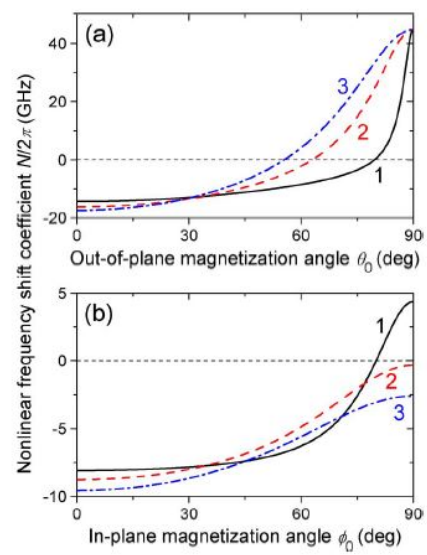 Nonlinear frequency shift coefficient N/2π (GHz)
(a)
40
20
0
-20
3
2
1
0 30 60 90
Out-of-plane magnetization angle θ₀ (deg)
(b)
5
0
-5
-10
1
2
3
0 30 60 90
In-plane magnetization angle ϕ₀ (deg)